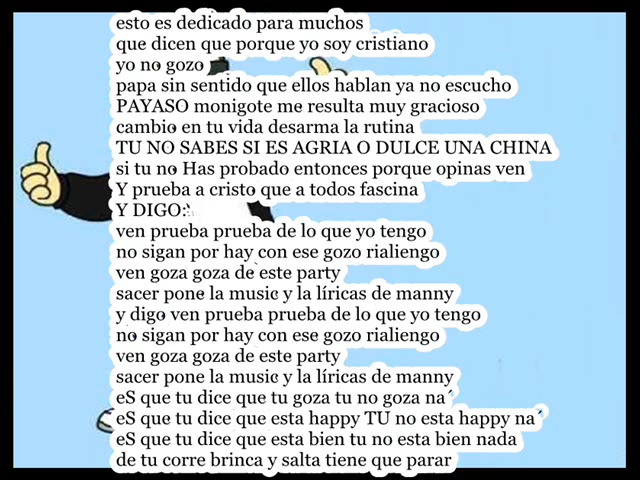 esto es dedicado para muchos
que dicen que porque yo soy cristiano
yo no gozo
papa sin sentido que ellos hablan ya no escucho
PAYASO monigote me resulta muy gracioso
cambio en tu vida desarma la rutina
TU NO SABES SI ES AGRIA O DULCE UNA CHINA
si tu no Has probado entonces porque opinas ven
Y prueba a cristo que a todos fascina
Y DIGO:
ven prueba prueba de lo que yo tengo
no sigan por hay con ese gozo rialiengo
ven goza goza de este party
sacer pone la music y la líricas de manny
y digo ven prueba prueba de lo que yo tengo
no sigan por hay con ese gozo rialiengo
ven goza goza de este party
sacer pone la music y la líricas de manny
eS que tu dice que tu goza tu no goza na´
eS que tu dice que esta happy TU no esta happy na´
eS que tu dice que esta bien tu no esta bien nada
de tu corre brinca y salta tiene que parar